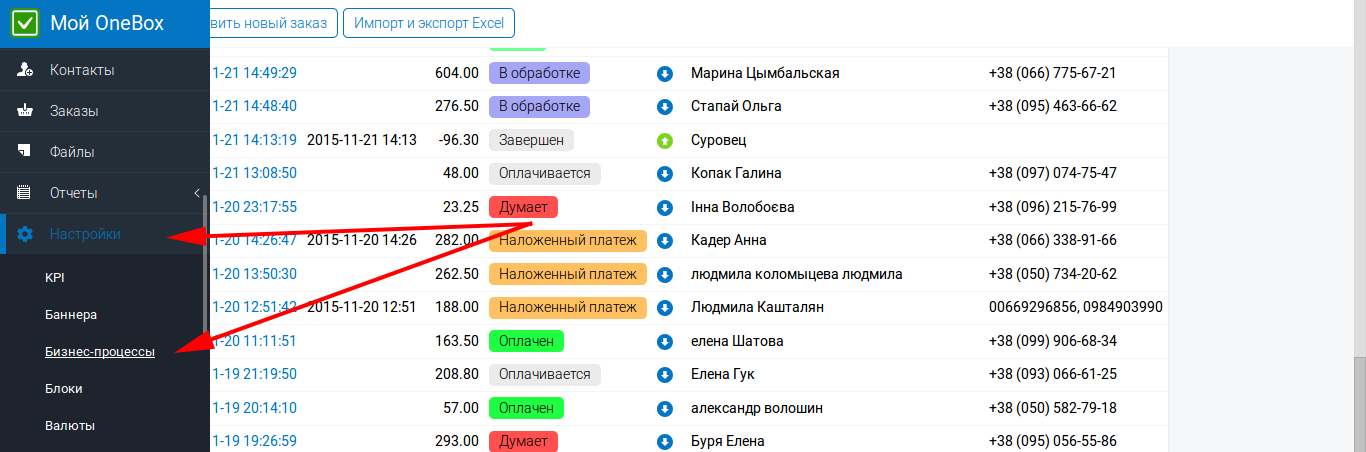 Мой OneBox
вить новый заказ
Импорт и экспорт Excel
Контакты
Заказы
Файлы
Отчеты
Настройки
KPI
Баннера
Бизнес-процессы
Блоки
Валюты
1-21 14:49:29 604.00 В обработке Марина Цымбальская +38 (066) 775-67-21
1-21 14:48:40 276.50 В обработке Стапай Ольга +38 (095) 463-66-62
1-21 14:13:19 2015-11-21 14:13 -96.30 Завершен Суровец
1-21 13:08:50 48.00 Оплачивается Копак Галина +38 (097) 074-75-47
1-20 23:17:55 23.25 Думает Інна Волобоєва +38 (096) 215-76-99
1-20 14:26:47 2015-11-20 14:26 282.00 Наложенный платеж Кадер Анна +38 (066) 338-91-66
1-20 13:50:30 262.50 Наложенный платеж людмила коломыцева людмила +38 (050) 734-20-62
1-20 12:51:42 2015-11-20 12:51 188.00 Наложенный платеж Людмила Кашталян 00669296856, 0984903990
1-20 11:11:51 163.50 Оплачен елена Шатова +38 (099) 906-68-34
1-19 21:19:50 208.80 Оплачивается Елена Гук +38 (093) 066-61-25
1-19 20:14:10 57.00 Оплачен александр волошин +38 (050) 582-79-18
1-19 19:26:59 293.00 Думает Буря Елена +38 (095) 056-55-86